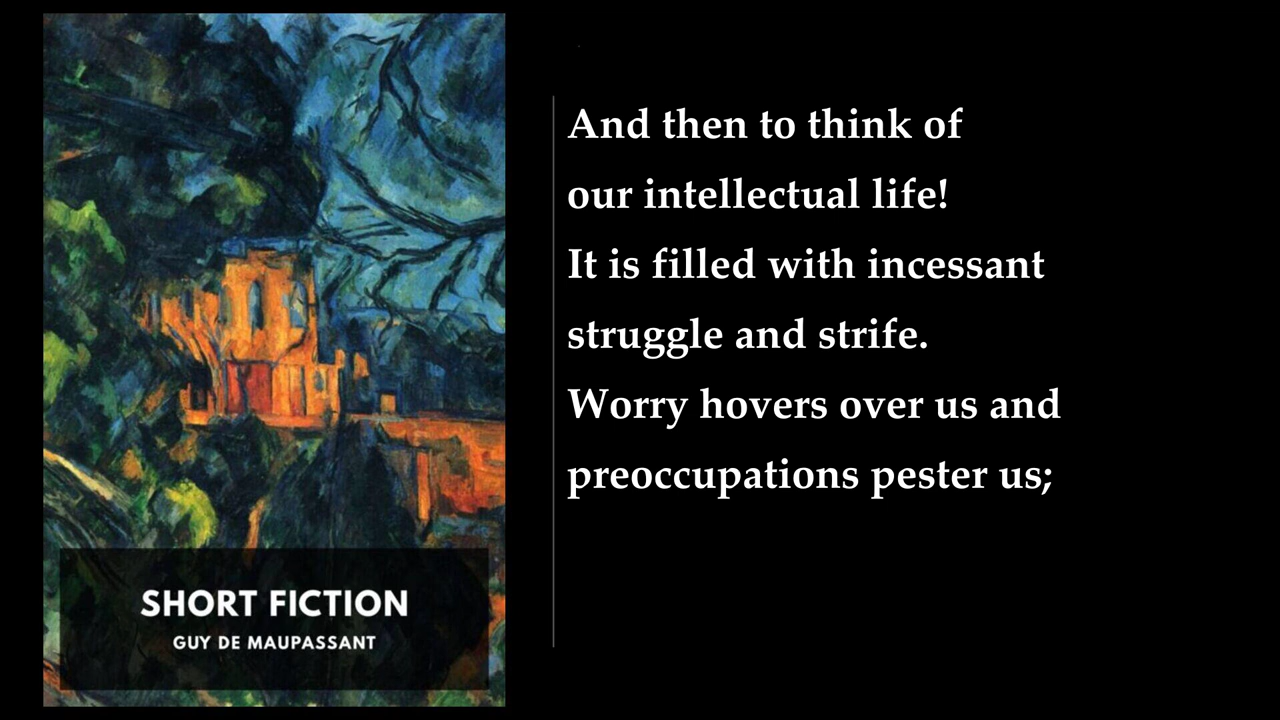 And then to think of
our intellectual life!
It is filled with incessant
struggle and strife.
Worry hovers over us and
preoccupations pester us;
SHORT FICTION
GUY DE MAUPASSANT